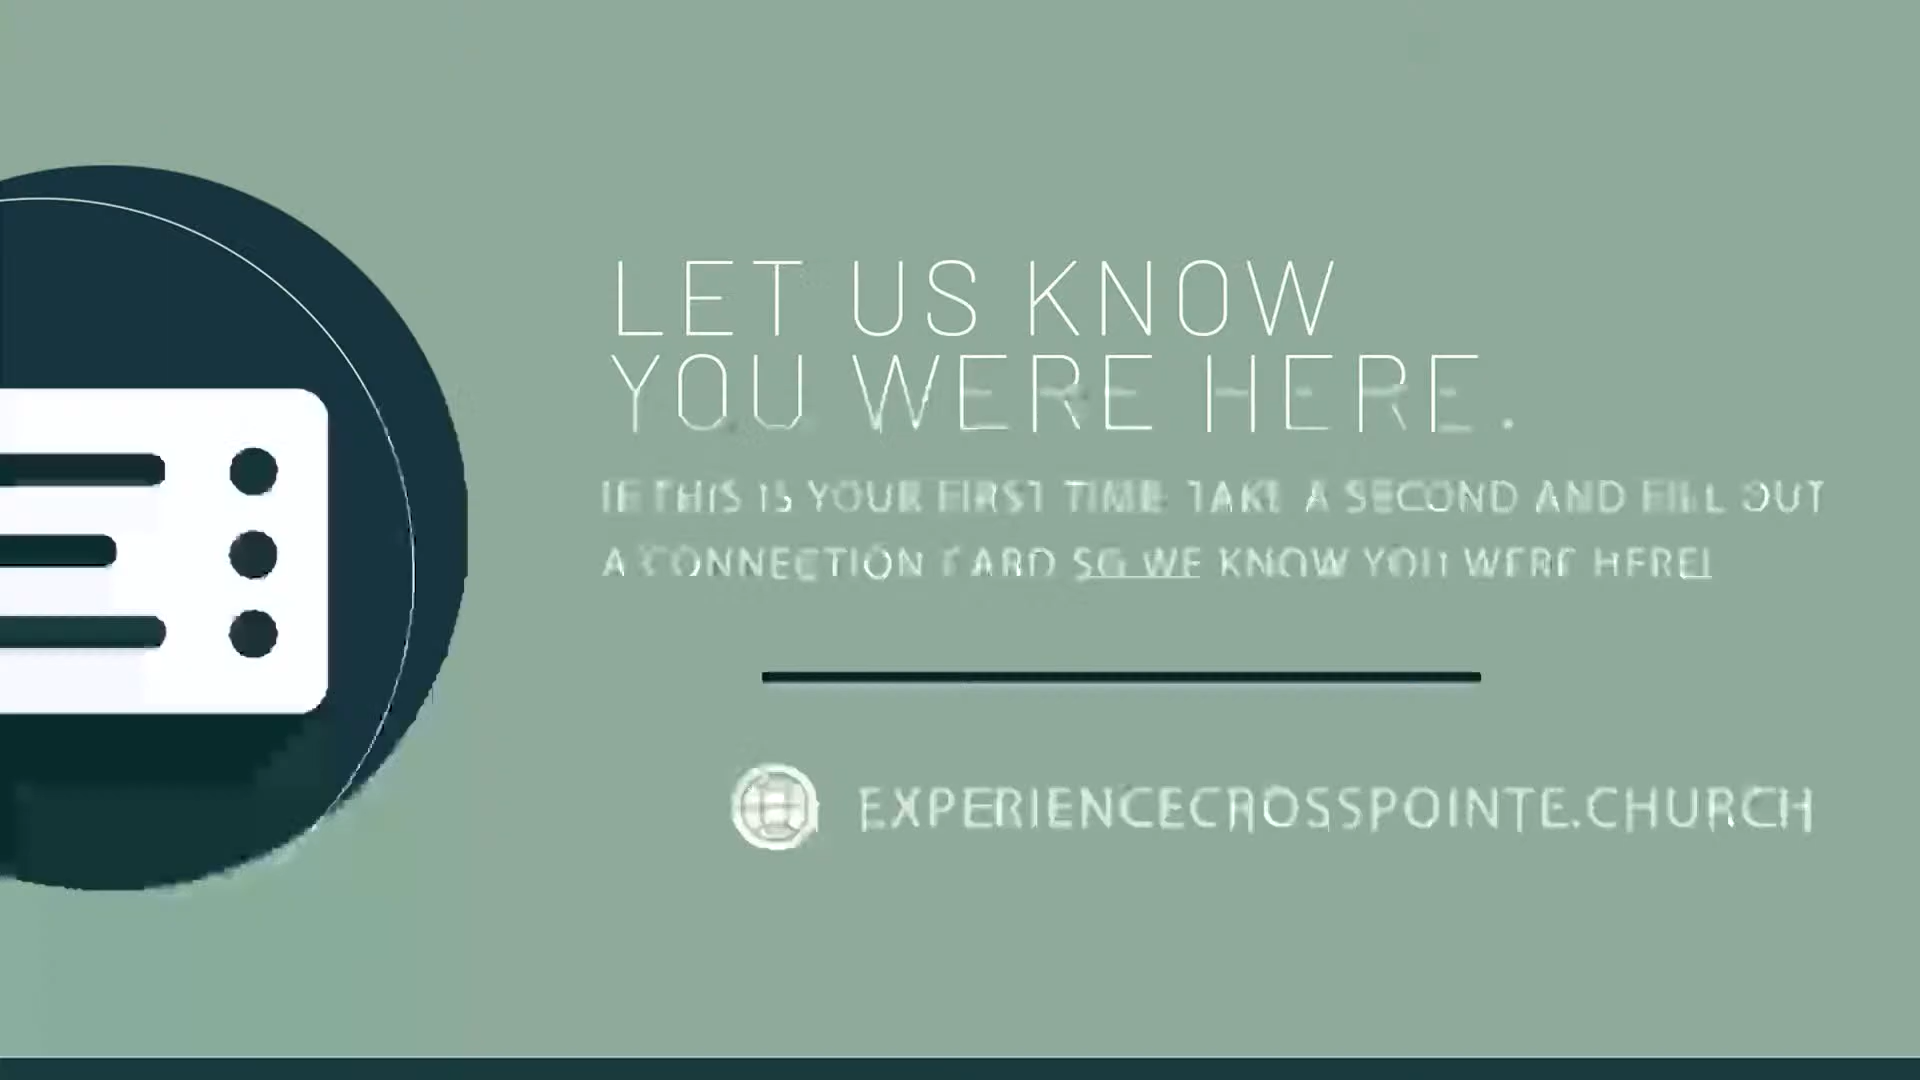 LET US KNOW
YOU WERE HERE.
IF THIS IS YOUR FIRST TIME TAKE A SECOND AND FILL OUT
A CONNECTION CARD SO WE KNOW YOU WERE HERE!
EXPERIENCECROSSPOINTE.CHURCH